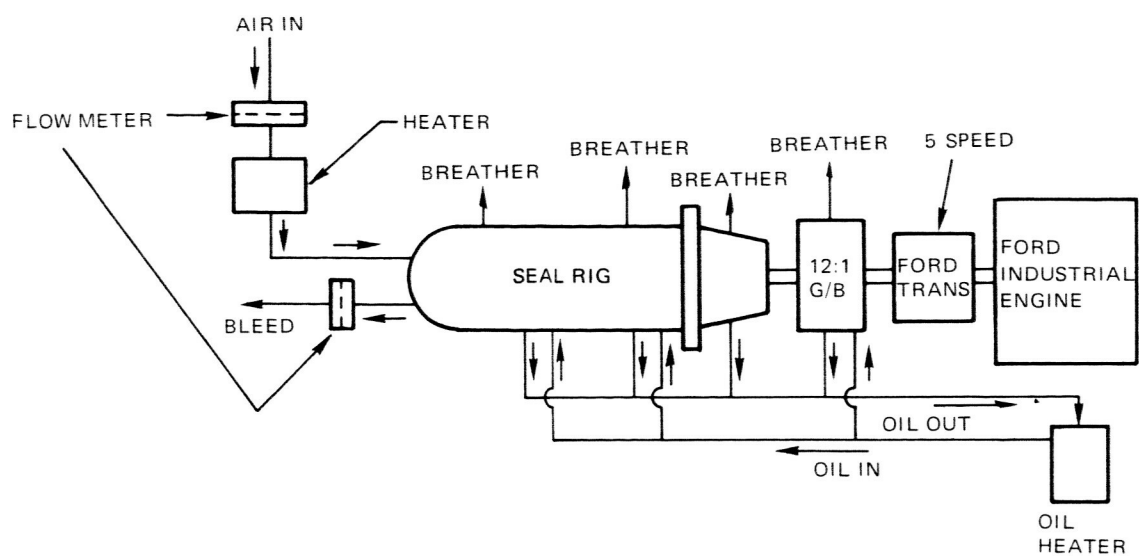 AIR IN
FLOW METER
HEATER
BREATHER
BREATHER
BREATHER
BREATHER
5 SPEED
SEAL RIG
12:1
G/B
FORD
TRANS
FORD
INDUSTRIAL
ENGINE
BLEED
OIL OUT
OIL IN
OIL
HEATER